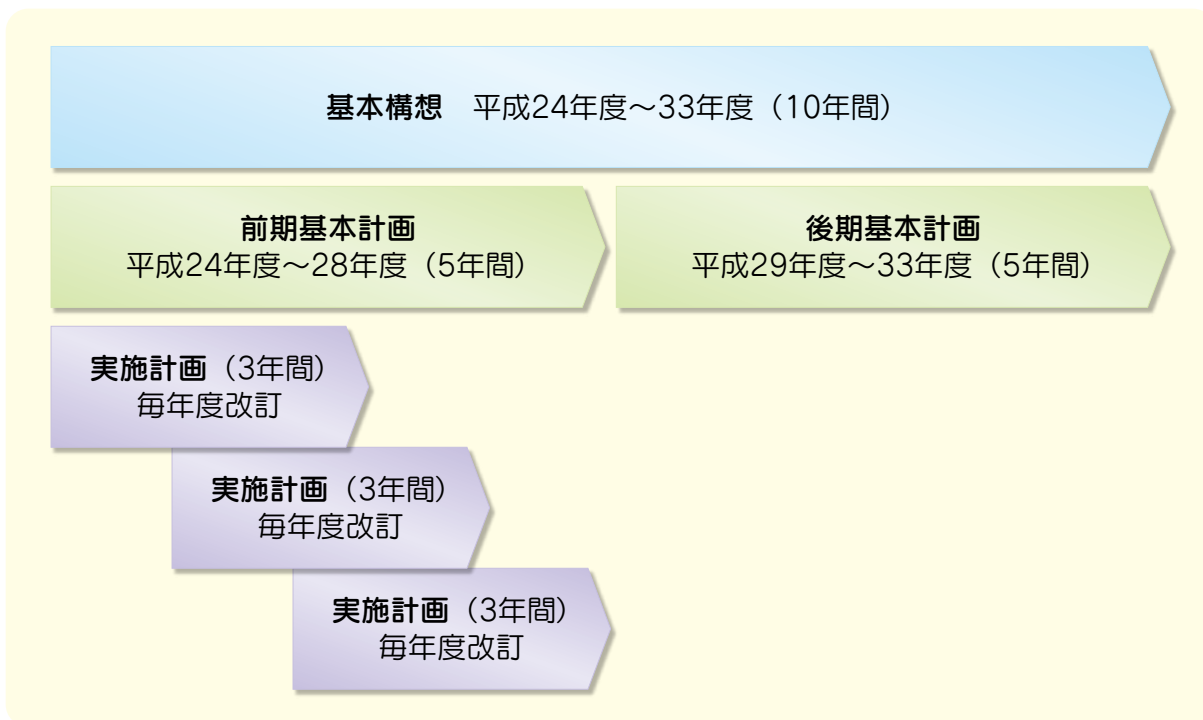 基本構想　平成24年度～33年度（10年間）
前期基本計画
平成24年度～28年度（5年間）
後期基本計画
平成29年度～33年度（5年間）
実施計画（3年間）
毎年度改訂
実施計画（3年間）
毎年度改訂
実施計画（3年間）
毎年度改訂